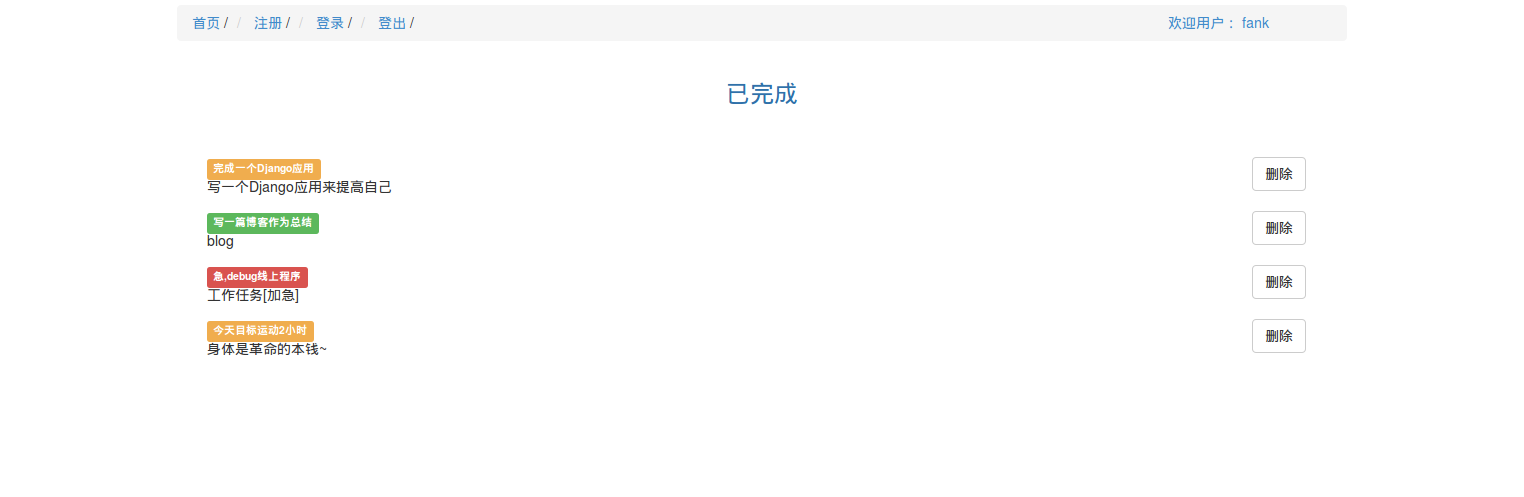 首页 / / 注册 / / 登录 / / 登出 / 欢迎用户： fank
已完成
完成一个Django应用
写一个Django应用来提高自己
删除
写一篇博客作为总结
blog
删除
急,debug线上程序
工作任务[加急]
删除
今天目标运动2小时
身体是革命的本钱~
删除